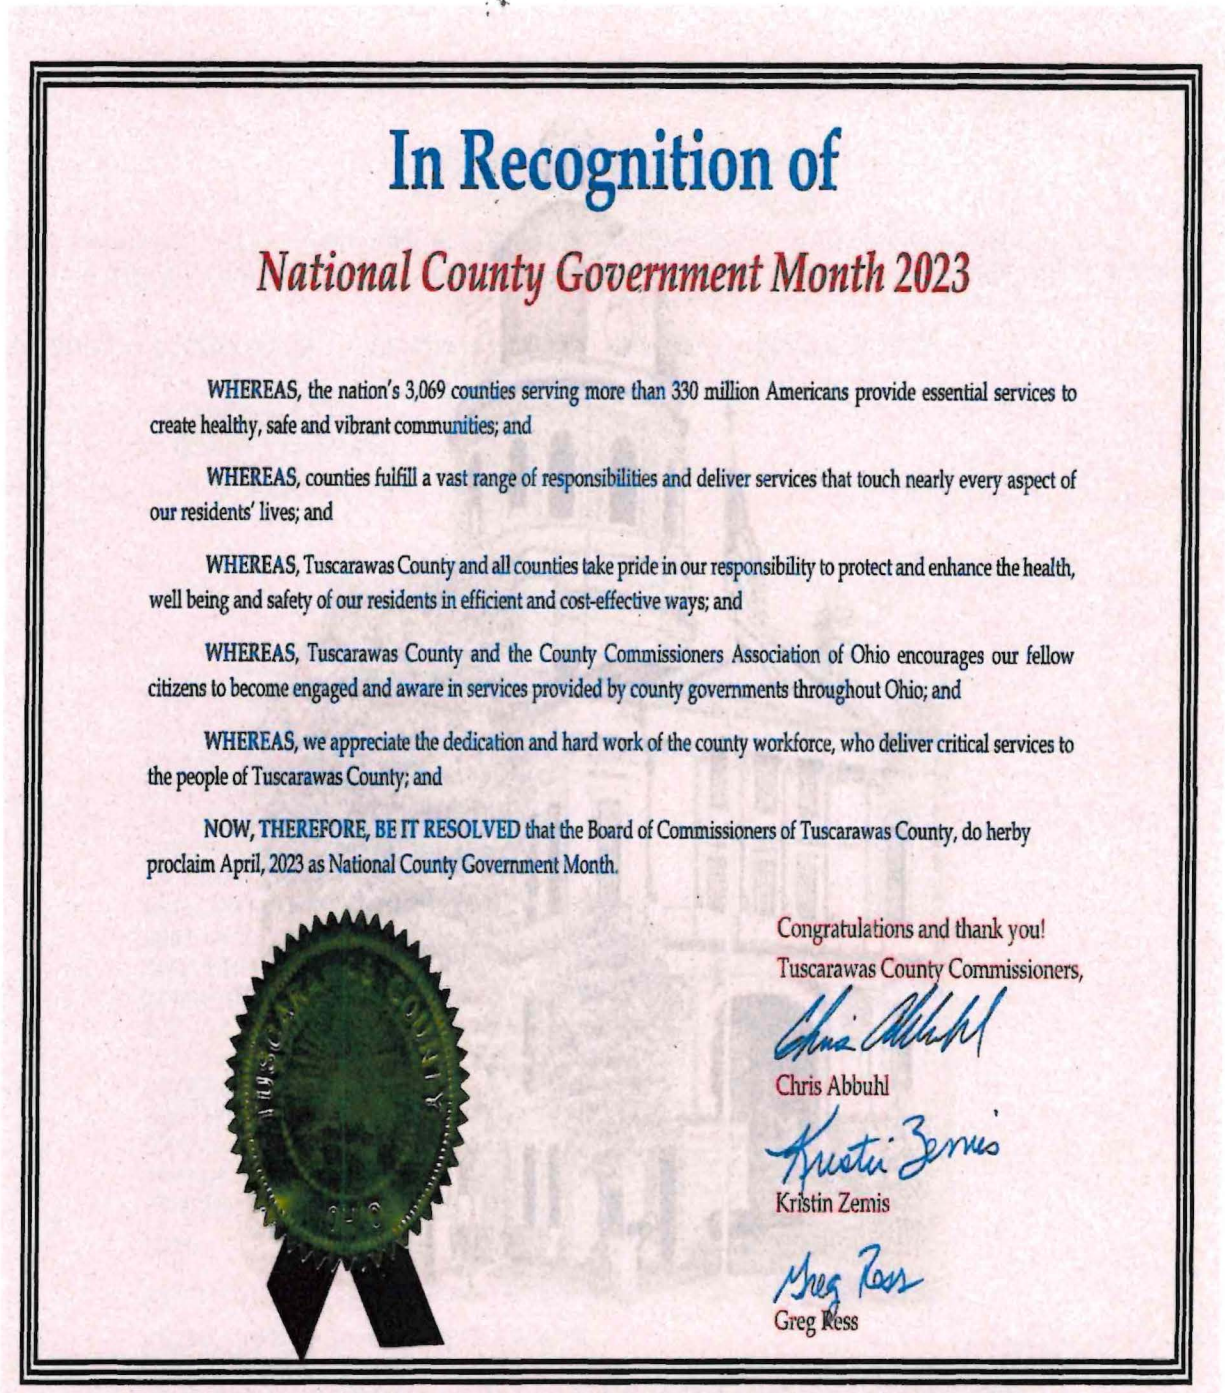 In Recognition of
National County Government Month 2023
WHEREAS, the nation's 3,069 counties serving more than 330 million Americans provide essential services to
create healthy, safe and vibrant communities; and
WHEREAS, counties fulfill a vast range of responsibilities and deliver services that touch nearly every aspect of
our residents' lives; and
WHEREAS, Tuscarawas County and all counties take pride in our responsibility to protect and enhance the health,
well being and safety of our residents in efficient and cost-effective ways; and
WHEREAS, Tuscarawas County and the County Commissioners Association of Ohio encourages our fellow
citizens to become engaged and aware in services provided by county governments throughout Ohio; and
WHEREAS, we appreciate the dedication and hard work of the county workforce, who deliver critical services to
the people of Tuscarawas County; and
NOW, THEREFORE, BE IT RESOLVED that the Board of Commissioners of Tuscarawas County, do herby
proclaim April, 2023 as National County Government Month.
COUNTY
Congratulations and thank you!
Tuscarawas County Commissioners,
Chris Abbuhl
Chris Abbuhl
Kristin Zemis
Kristin Zemis
Greg Ress
Greg Ress